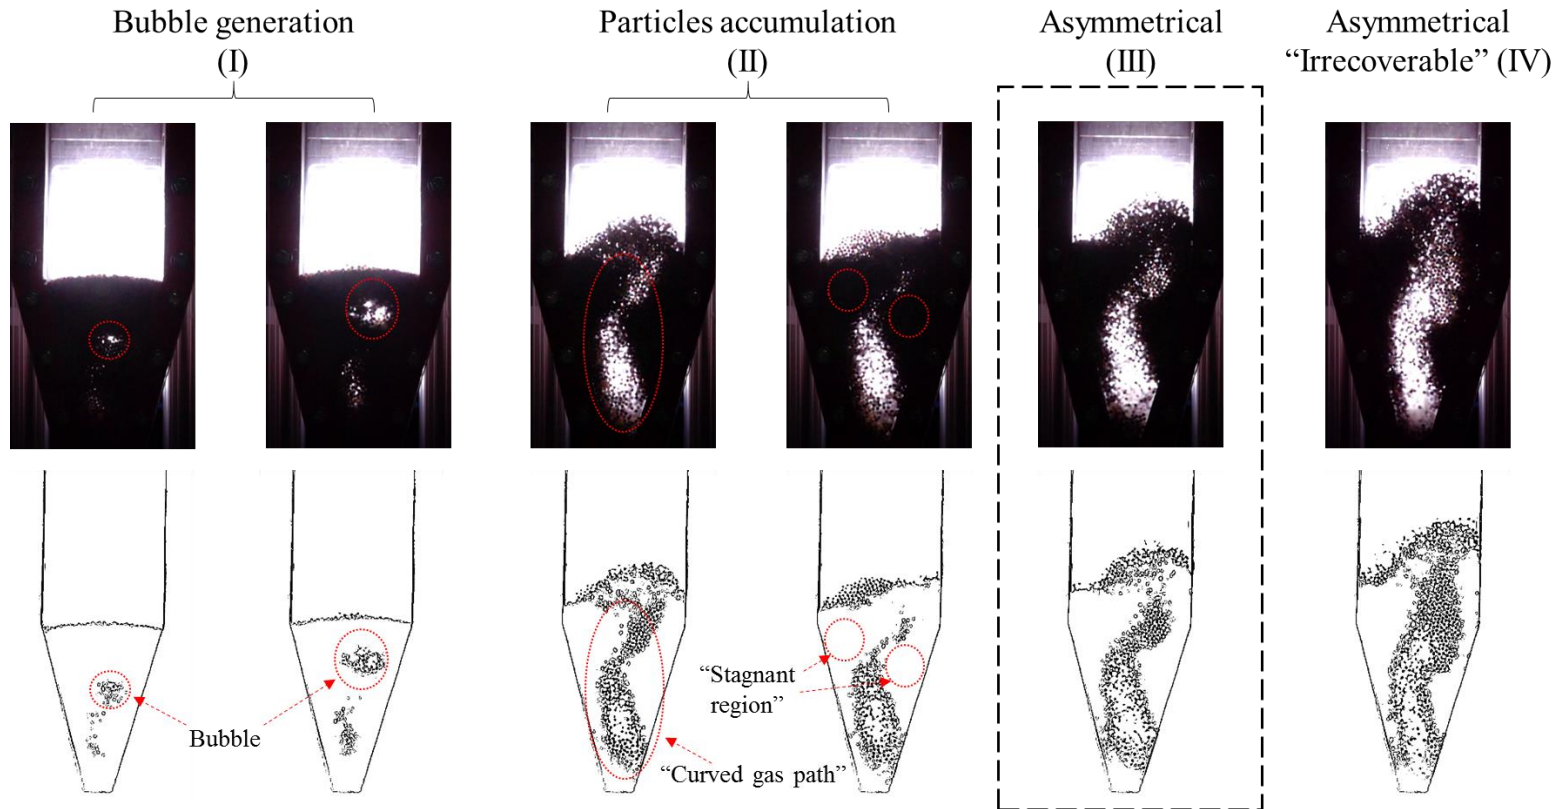 Bubble generation
(I)
Particles accumulation
(II)
Asymmetrical
(III)
Asymmetrical
“Irrecoverable” (IV)
Bubble
“Stagnant
region”
“Curved gas path”